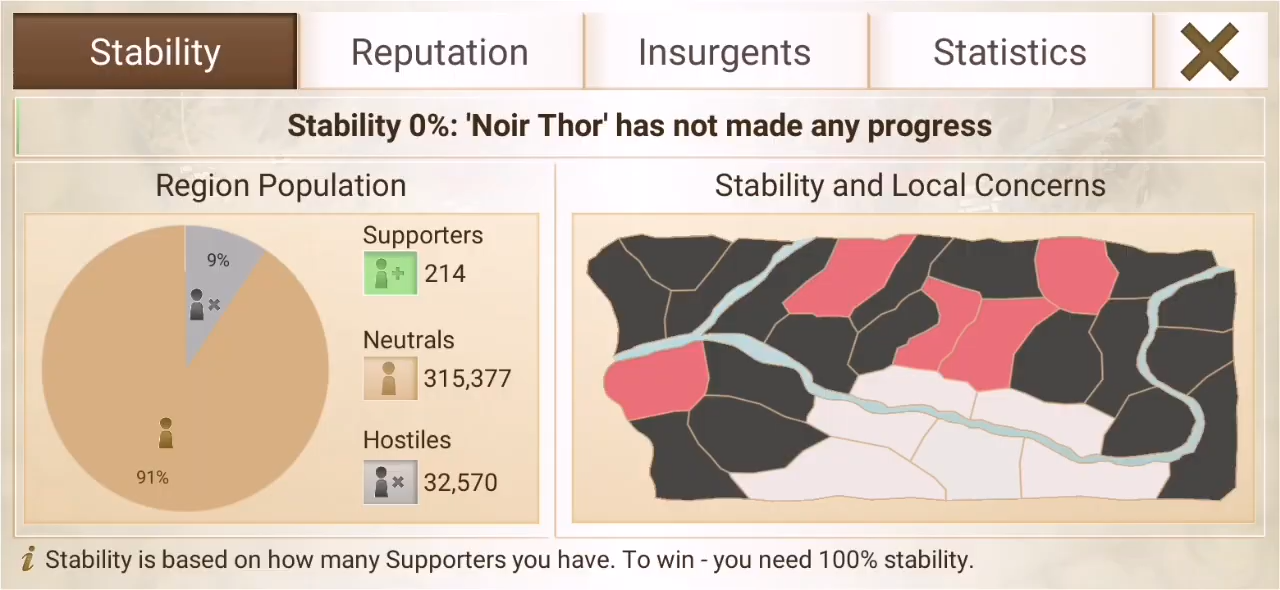 Stability
Reputation
Insurgents
Statistics
Stability 0%: 'Noir Thor' has not made any progress
Region Population
9%
91%
Supporters
214
Neutrals
315,377
Hostiles
32,570
Stability and Local Concerns
Stability is based on how many Supporters you have. To win - you need 100% stability.